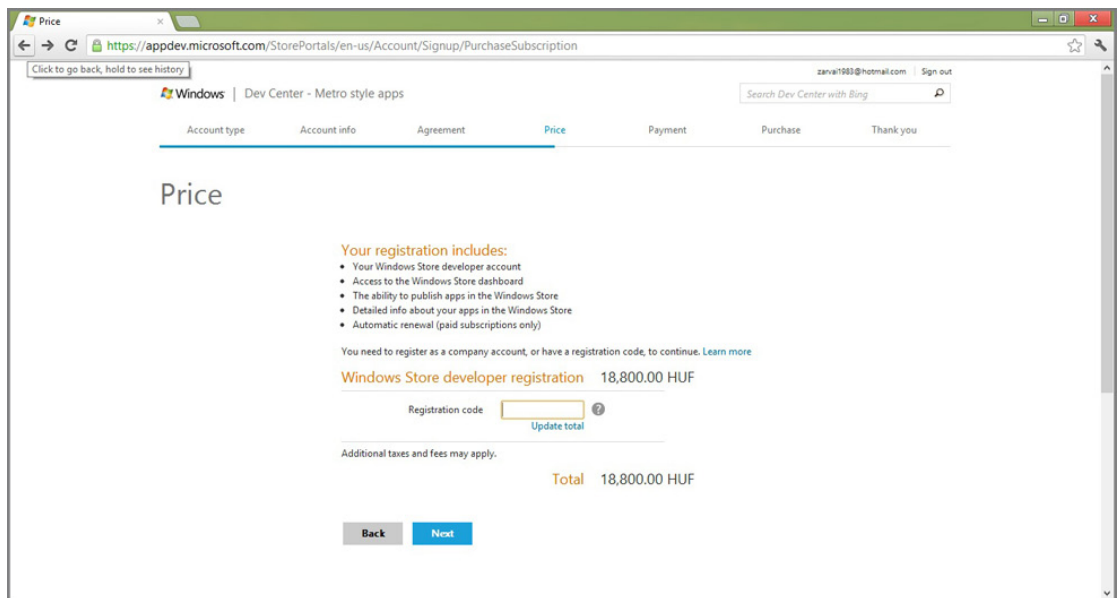 Price
https://appdev.microsoft.com/StorePortals/en-us/Account/Signup/PurchaseSubscription
Click to go back, hold to see history
zarvai1983@hotmail.com Sign out
Windows | Dev Center - Metro style apps
Search Dev Center with Bing
Account type Account info Agreement Price Payment Purchase Thank you
Price
Your registration includes:
• Your Windows Store developer account
• Access to the Windows Store dashboard
• The ability to publish apps in the Windows Store
• Detailed info about your apps in the Windows Store
• Automatic renewal (paid subscriptions only)
You need to register as a company account, or have a registration code, to continue. Learn more
Windows Store developer registration 18,800.00 HUF
Registration code ?
Update total
Additional taxes and fees may apply.
Total 18,800.00 HUF
Back Next